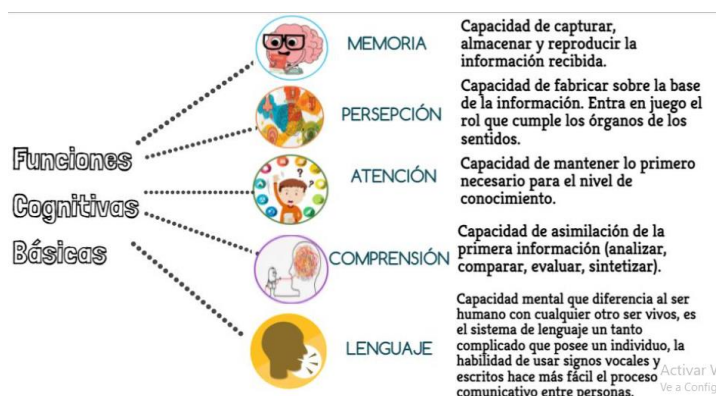 Funciones
Cognitivas
Básicas
MEMORIA
Capacidad de capturar,
almacenar y reproducir la
información recibida.
PERSEPCIÓN
Capacidad de fabricar sobre la base
de la información. Entra en juego el
rol que cumple los órganos de los
sentidos.
ATENCIÓN
Capacidad de mantener lo primero
necesario para el nivel de
conocimiento.
COMPRENSIÓN
Capacidad de asimilación de la
primera información (analizar,
comparar, evaluar, sintetizar).
LENGUAJE
Capacidad mental que diferencia al ser
humano con cualquier otro ser vivos, es
el sistema de lenguaje un tanto
complicado que posee un individuo, la
habilidad de usar signos vocales y
escritos hace más fácil el proceso
comunicativo entre personas.
Activar
Ve a